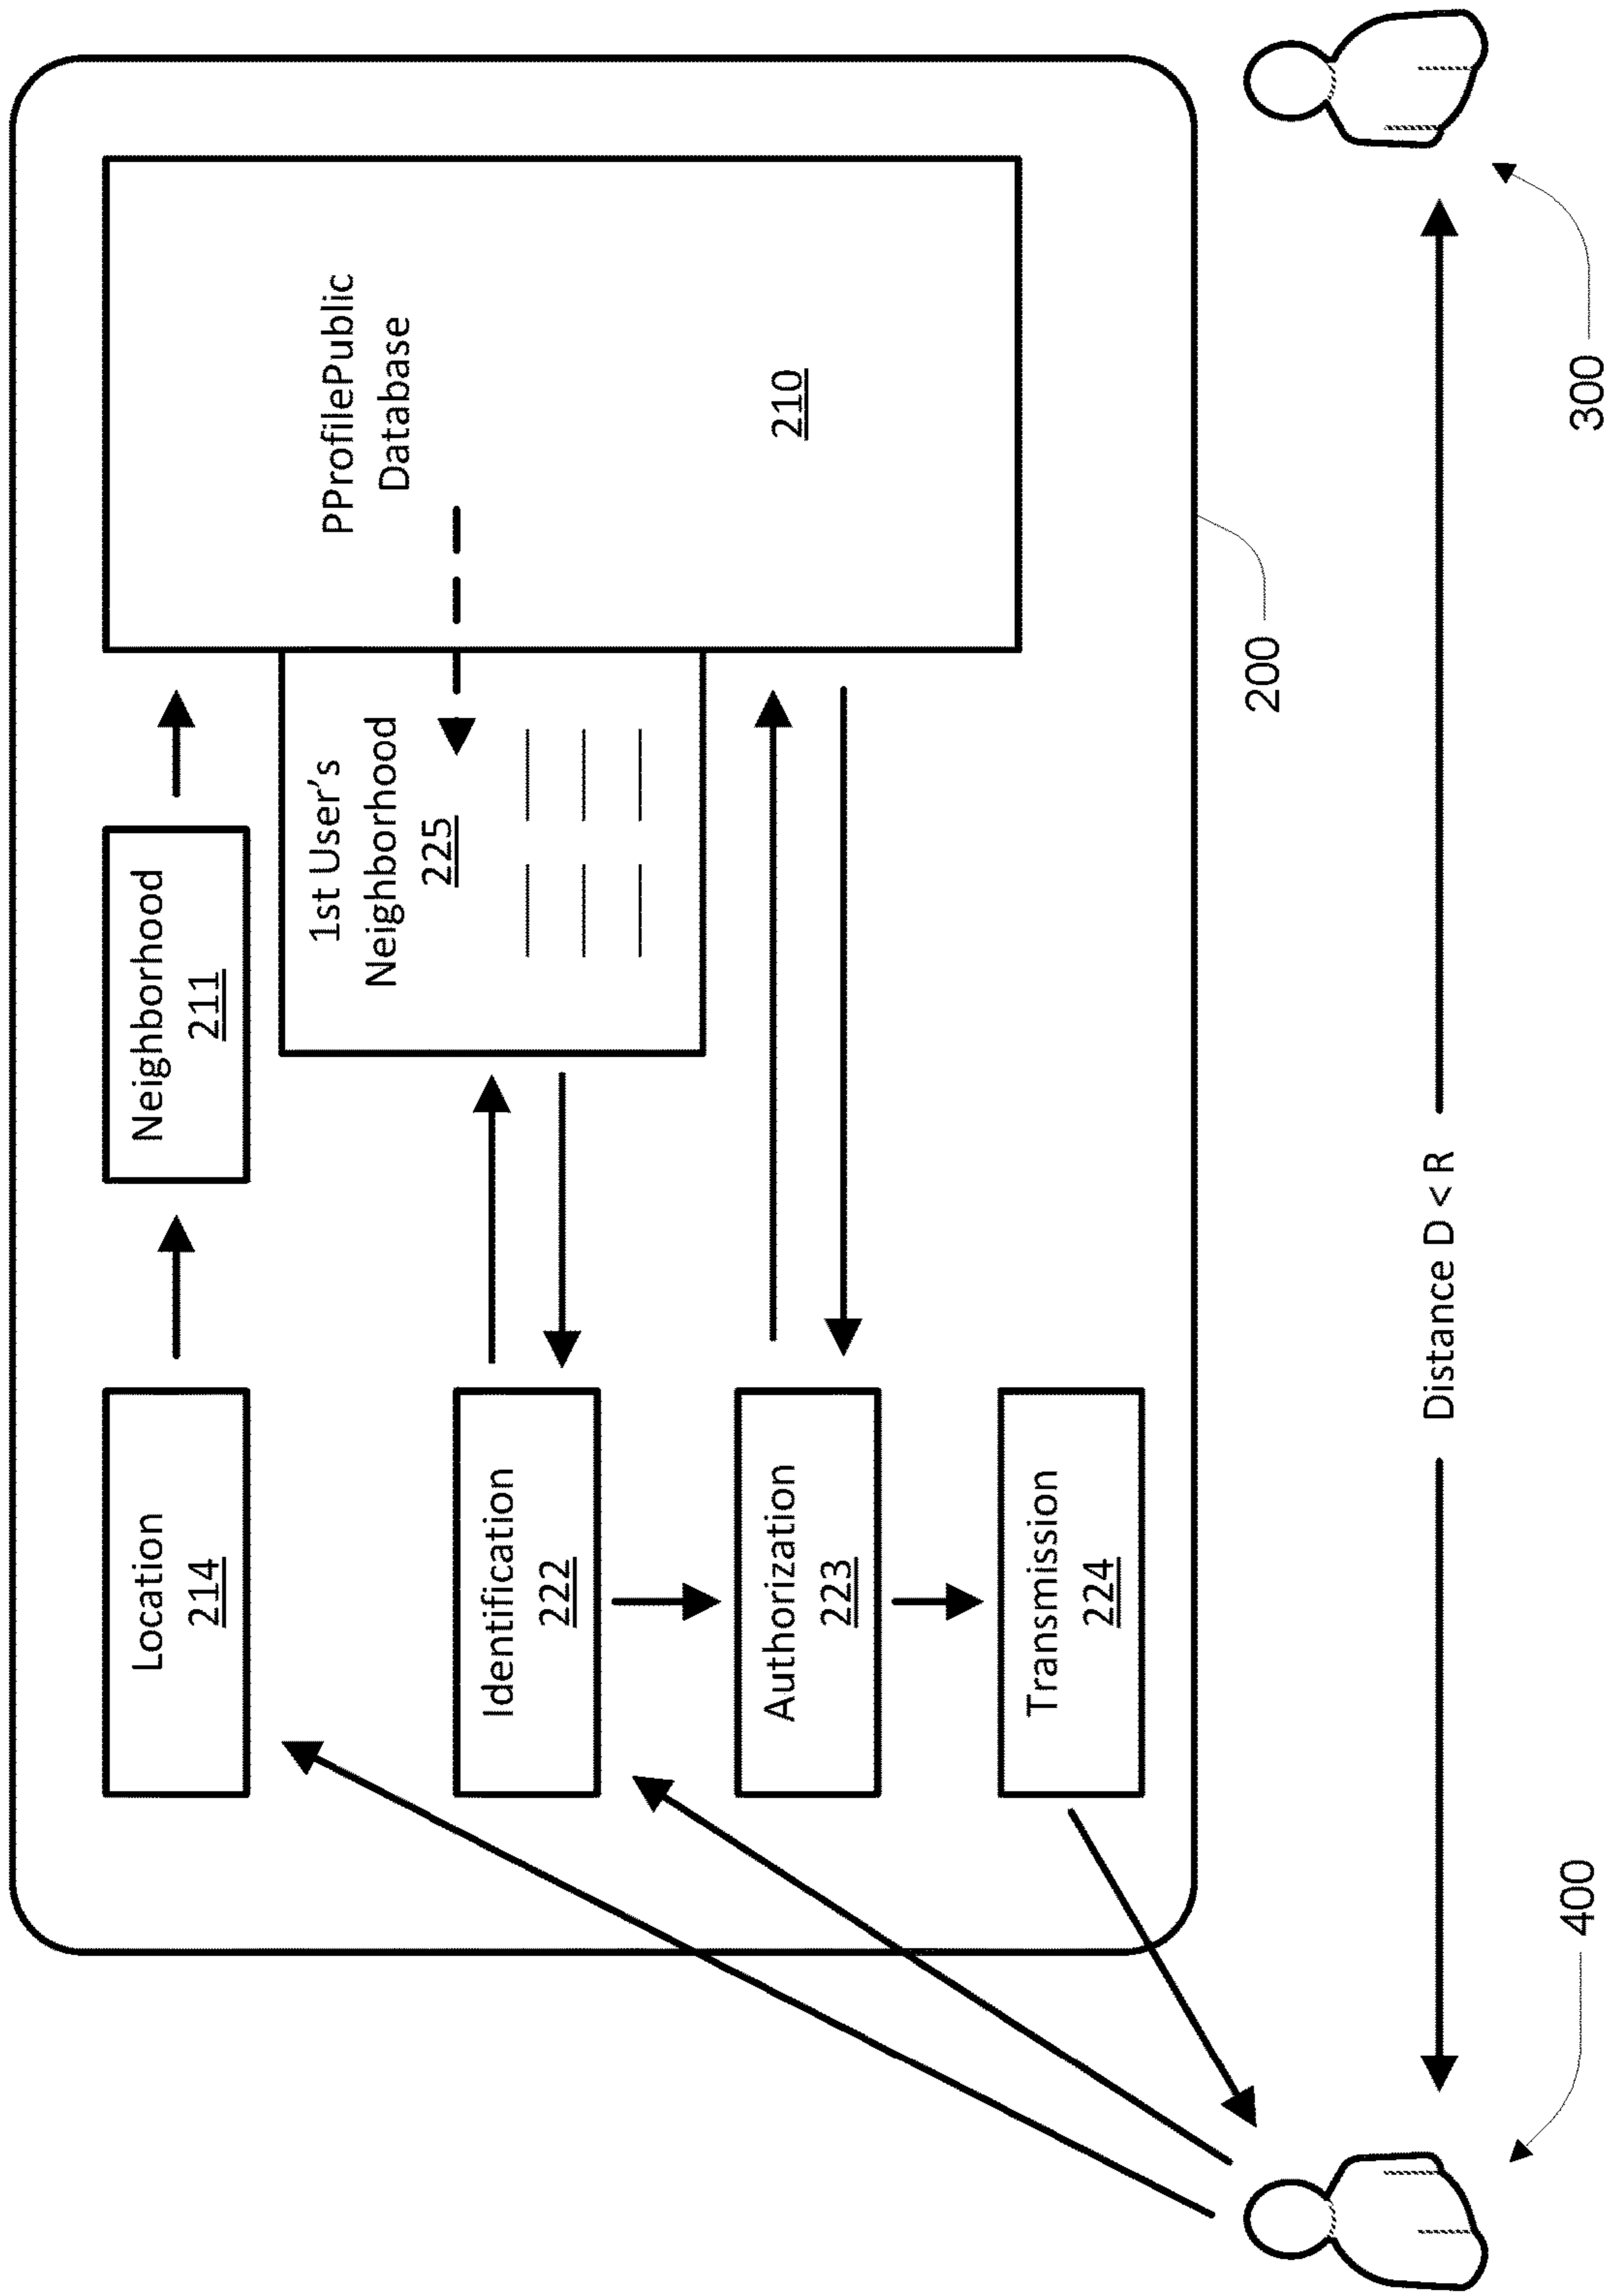 Location
214
Neighborhood
211
PProfilePublic
Database
210
1st User's
Neighborhood
225
Identification
222
Authorization
223
Transmission
224
200
Distance D < R
400
300